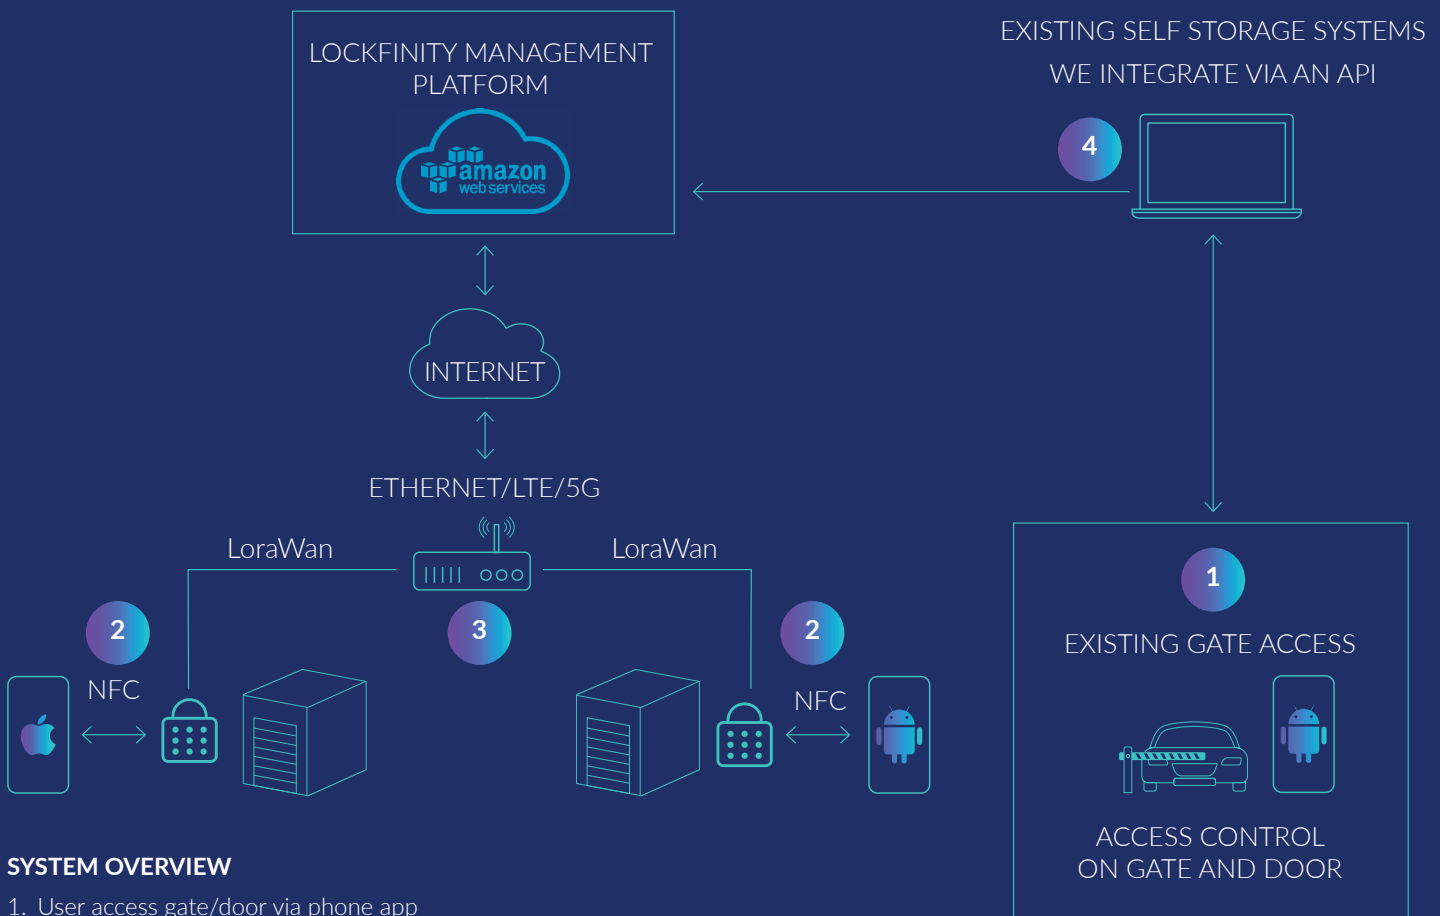 LOCKFINITY MANAGEMENT
PLATFORM
amazon
web services
EXISTING SELF STORAGE SYSTEMS
WE INTEGRATE VIA AN API
4
INTERNET
ETHERNET/LTE/5G
LoraWan
LoraWan
2
3
2
NFC
NFC
1
EXISTING GATE ACCESS
ACCESS CONTROL
ON GATE AND DOOR
SYSTEM OVERVIEW
1. User access gate/door via phone app